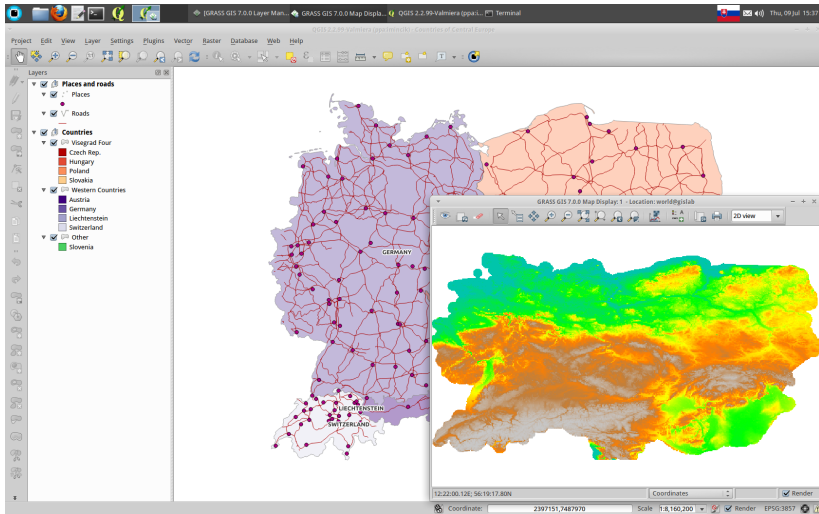 [GRASS GIS 7.0.0 Layer Man...
GRASS GIS 7.0.0 Map Displa...
QGIS 2.2.99-Valmiera (ppa:i...
Terminal
Thu, 09 Jul 15:37
Project Edit View Layer Settings Plugins Vector Raster Database Web Help
Layers
Places and roads
Places
Roads
Countries
Visegrad Four
Czech Rep.
Hungary
Poland
Slovakia
Western Countries
Austria
Germany
Liechtenstein
Switzerland
Other
Slovenia
GERMANY
LIECHTENSTEIN
SWITZERLAND
GRASS GIS 7.0.0 Map Display: 1 - Location: world@gislab
2D view
12:22:00.12E; 56:19:17.80N
Coordinates
Render
Coordinate:
2397151,7487970
Scale
1:8,160,200
Render
EPSG:3857